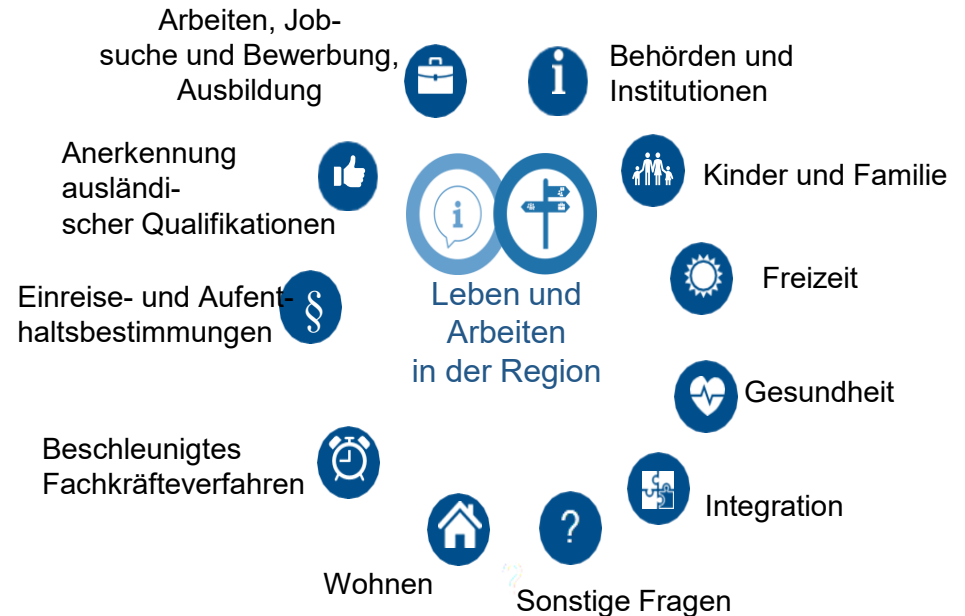 Arbeiten, Job-
suche und Bewerbung,
Ausbildung
Behörden und
Institutionen
Anerkennung
ausländi-
scher Qualifikationen
Kinder und Familie
Einreise- und Aufent-
haltsbestimmungen
§
i
i
Leben und
Arbeiten
in der Region
Freizeit
Gesundheit
Beschleunigtes
Fachkräfteverfahren
Integration
?
Wohnen
Sonstige Fragen